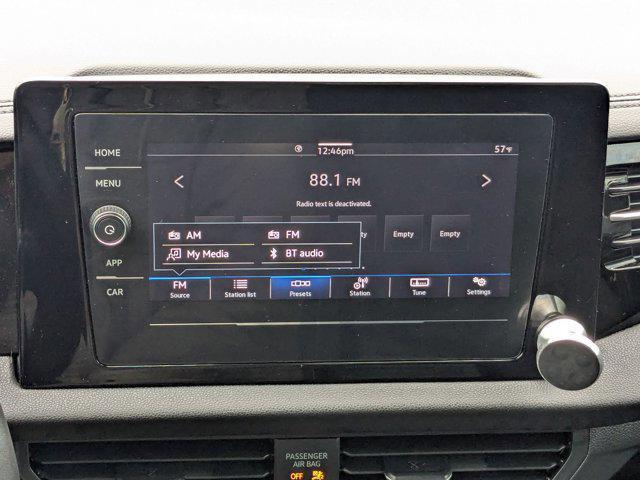 HOME
MENU
APP
CAR
12:46pm
57°F
88.1 FM
Radio text is deactivated.
Empty
Empty
AM
FM
My Media
BT audio
FM
Source
Station list
Presets
Station
Tune
Settings
PASSENGER
AIR BAG
OFF